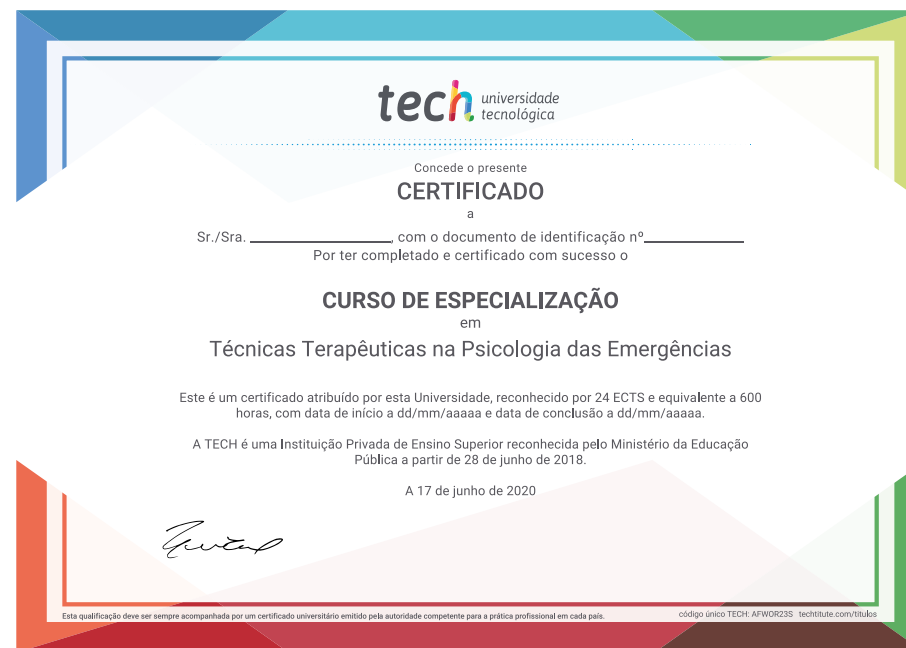 tech universidade
tecnológica
Concede o presente
CERTIFICADO
a
Sr./Sra. ____________________, com o documento de identificação nº______________
Por ter completado e certificado com sucesso o
CURSO DE ESPECIALIZAÇÃO
em
Técnicas Terapêuticas na Psicologia das Emergências
Este é um certificado atribuído por esta Universidade, reconhecido por 24 ECTS e equivalente a 600
horas, com data de início a dd/mm/aaaaa e data de conclusão a dd/mm/aaaaa.
A TECH é uma Instituição Privada de Ensino Superior reconhecida pelo Ministério da Educação
Pública a partir de 28 de junho de 2018.
A 17 de junho de 2020
Esta qualificação deve ser sempre acompanhada por um certificado universitário emitido pela autoridade competente para a prática profissional em cada país.
código único TECH: AFWOR23S techtitute.com/títulos